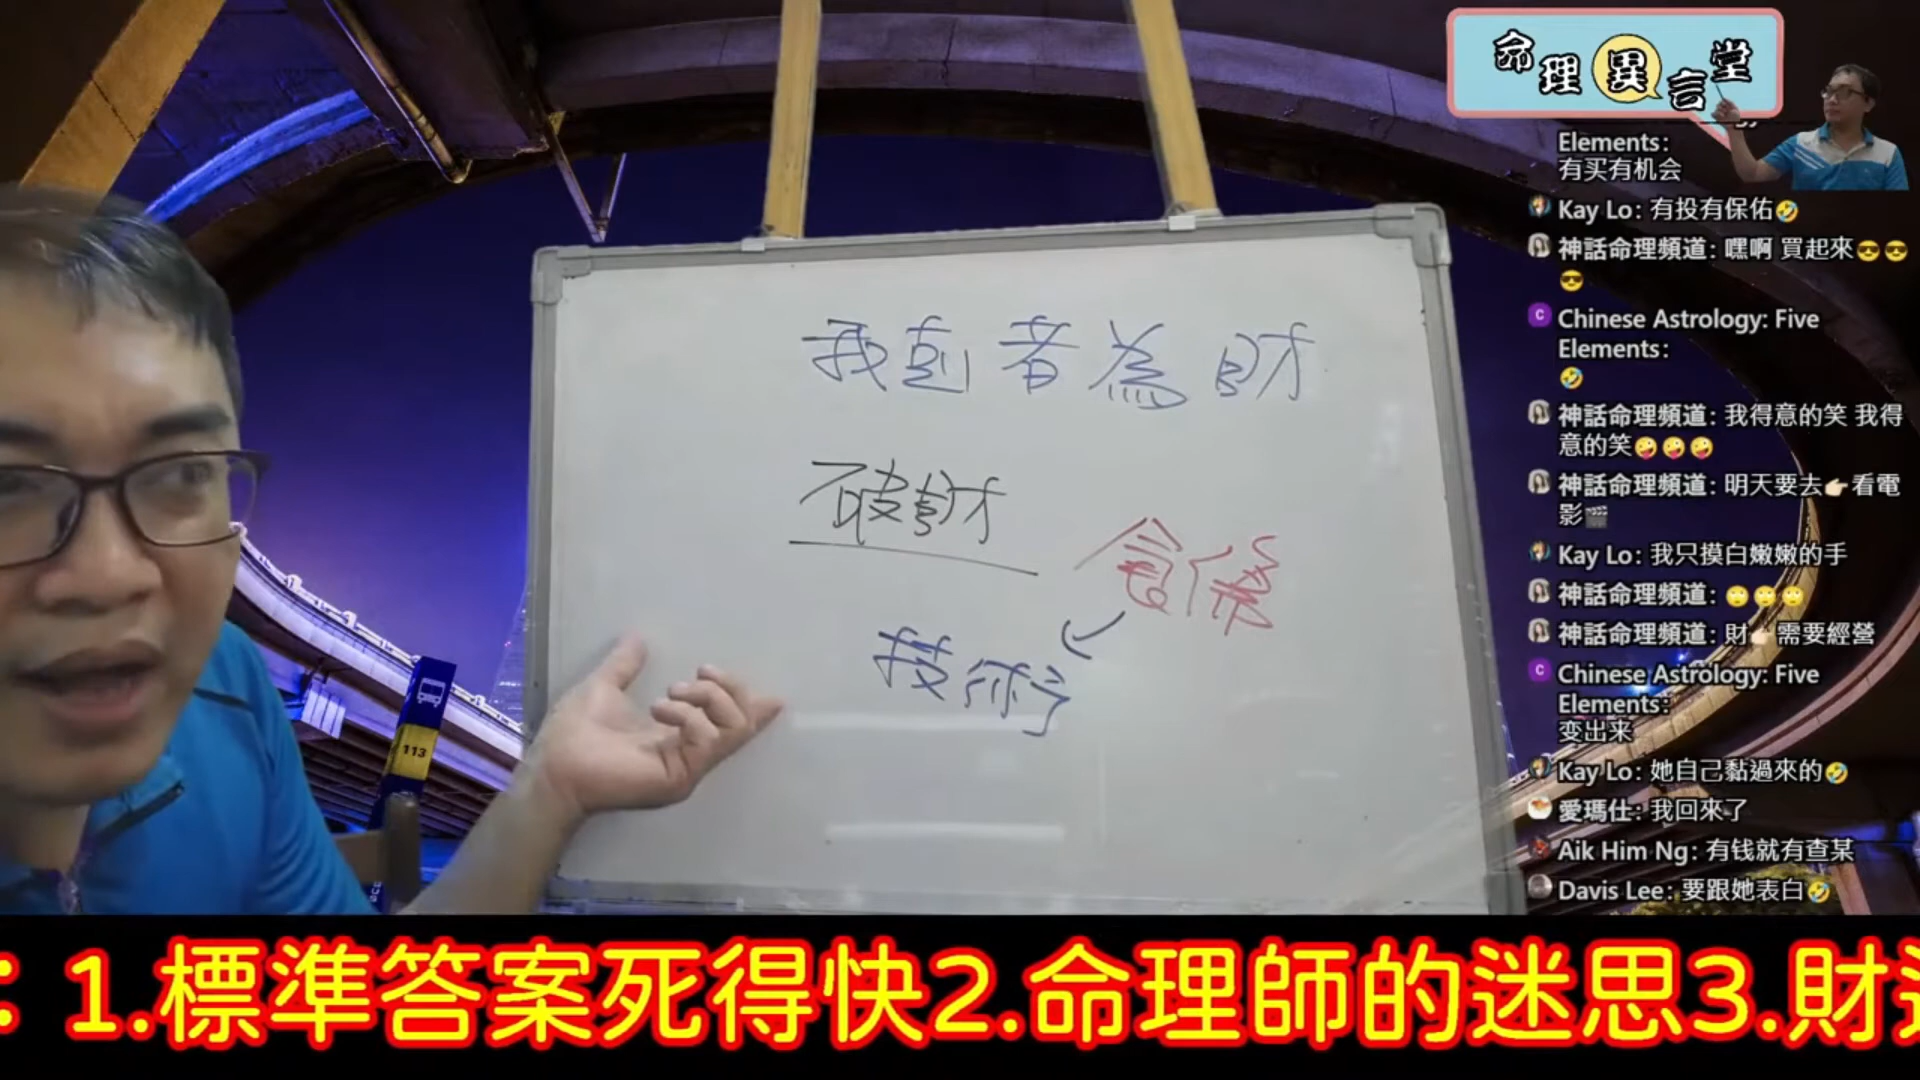 命理異言堂
Elements:
有买有机会
Kay Lo: 有投有保佑🤣
神話命理頻道: 嘿啊 買起來😎😎
😎
C Chinese Astrology: Five
Elements:
🤣
神話命理頻道: 我得意的笑 我得
意的笑🤪🤪🤪
神話命理頻道: 明天要去👉🏻看電
影🎬
Kay Lo: 我只摸白嫩嫩的手
神話命理頻道: 🙄🙄🙄
神話命理頻道: 財👉🏻需要經營
C Chinese Astrology: Five
Elements:
变出来
Kay Lo: 她自己黏過來的🤣
愛瑪仕: 我回來了
Aik Him Ng: 有钱就有查某
Davis Lee: 要跟她表白🤣
我剋者為財
破財
技術
113
: 1.標準答案死得快2.命理師的迷思3.財